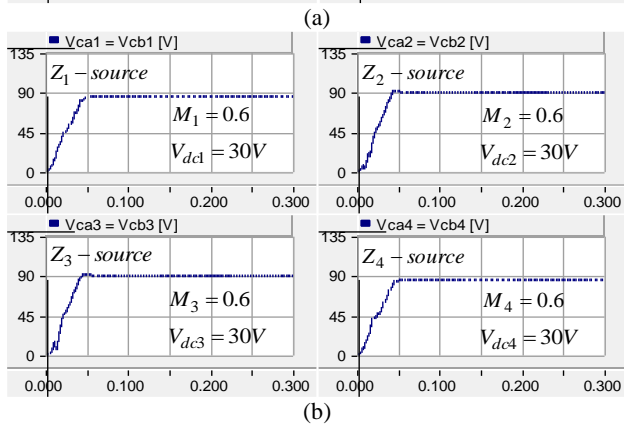 (a)
Vca1 = Vcb1 [V]
135
90
45
0
Z1 – source
M1 = 0.6
Vdc1 = 30V
0.000 0.100 0.200 0.300
Vca2 = Vcb2 [V]
135
90
45
0
Z2 – source
M2 = 0.6
Vdc2 = 30V
0.000 0.100 0.200 0.300
Vca3 = Vcb3 [V]
135
90
45
0
Z3 – source
M3 = 0.6
Vdc3 = 30V
0.000 0.100 0.200 0.300
Vca4 = Vcb4 [V]
135
90
45
0
Z4 – source
M4 = 0.6
Vdc4 = 30V
0.000 0.100 0.200 0.300
(b)